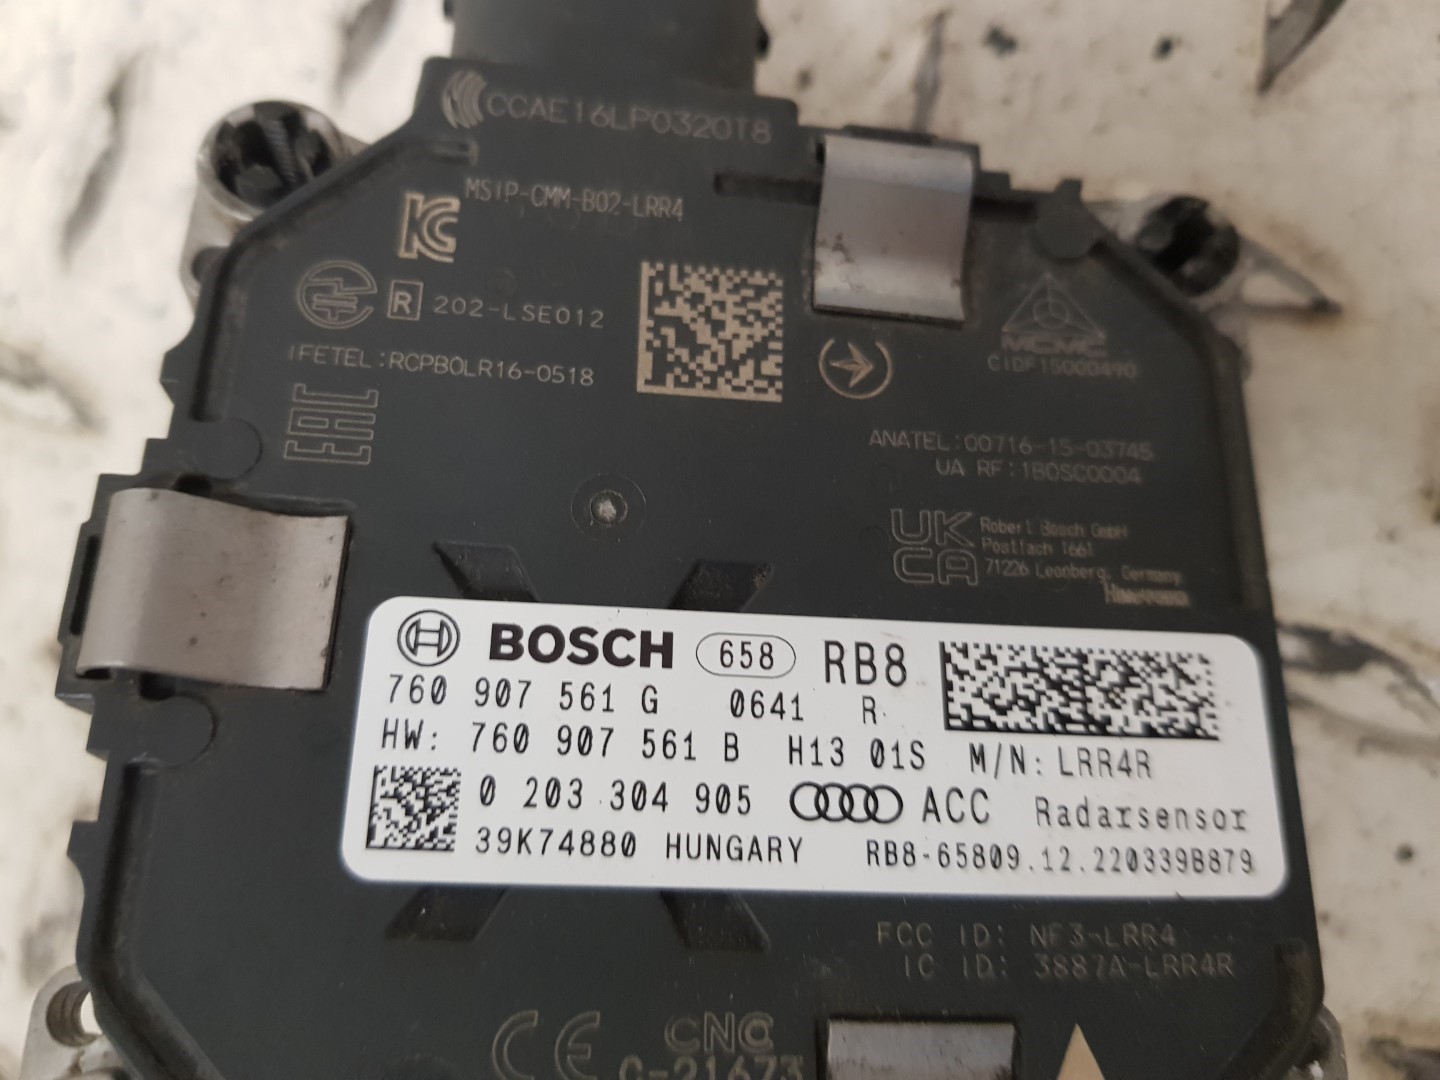 CCAE16LP0320T8
MSIP-CMM-B02-LRR4
R 202-LSE012
IFETEL:RCPBOLR16-0518
EAC
MCMC
CIDF15000490
ANATEL:00716-15-03745
UA RF:1BOSC0004
UK
CA
Robert Bosch GmbH
Postfach 1661
71226 Leonberg, Germany
BOSCH 658 RB8
760 907 561 G 0641 R
HW: 760 907 561 B H13 01S M/N: LRR4R
0 203 304 905 ACC Radarsensor
39K74880 HUNGARY RB8-65809.12.220339B879
FCC ID: NF3-LRR4
IC ID: 3887A-LRR4R
CE CNC
C-21673